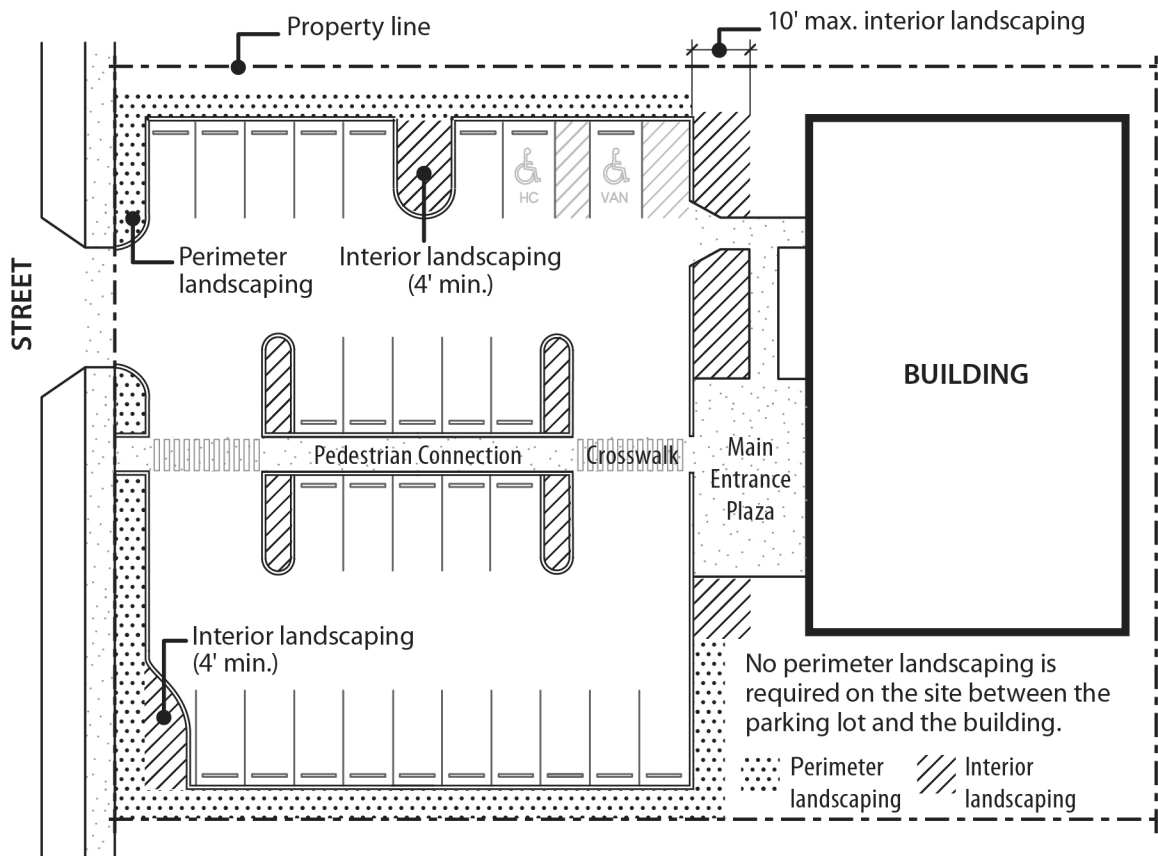 Property line
10' max. interior landscaping
HC
VAN
Perimeter
landscaping
Interior landscaping
(4' min.)
STREET
BUILDING
Pedestrian Connection
Crosswalk
Main
Entrance
Plaza
Interior landscaping
(4' min.)
No perimeter landscaping is
required on the site between the
parking lot and the building.
Perimeter
landscaping
Interior
landscaping